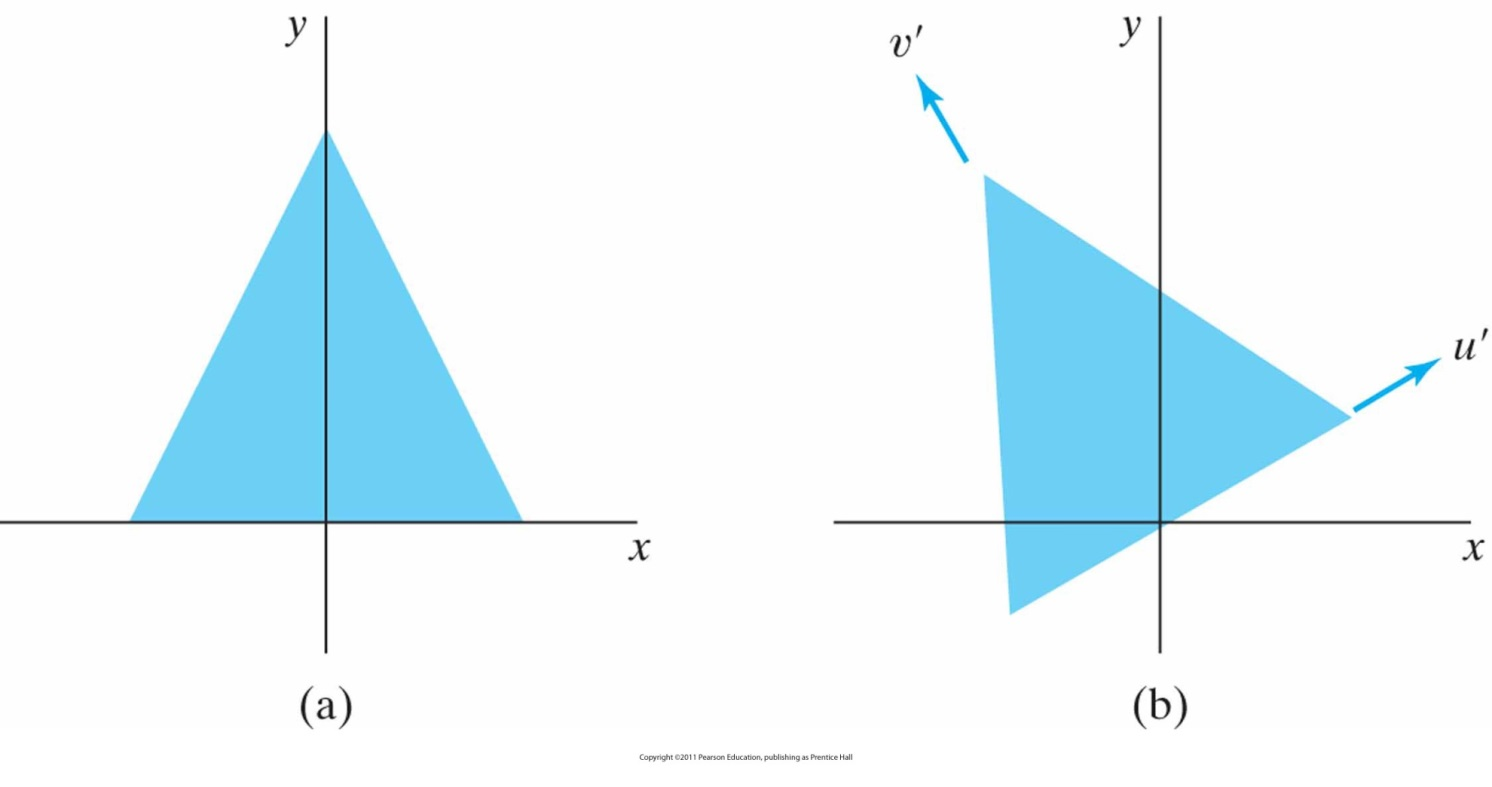 y
x
(a)
v′
y
u′
x
(b)
Copyright ©2011 Pearson Education, publishing as Prentice Hall